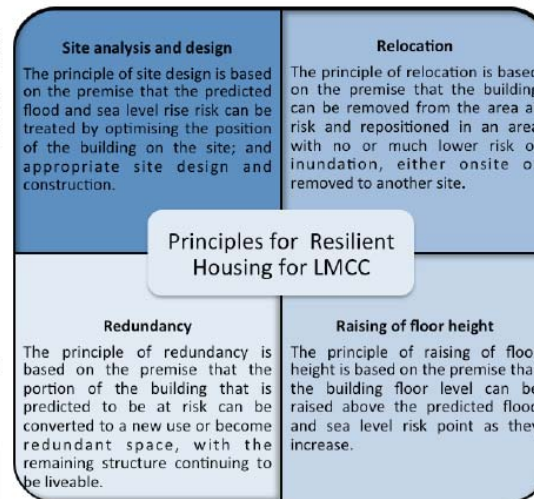 Site analysis and design
The principle of site design is based
on the premise that the predicted
flood and sea level rise risk can be
treated by optimising the position
of the building on the site; and
appropriate site design and
construction.
Relocation
The principle of relocation is based
on the premise that the building
can be removed from the area a
risk and repositioned in an area
with no or much lower risk o
inundation, either onsite o
removed to another site.
Principles for Resilient
Housing for LMCC
Redundancy
The principle of redundancy is
based on the premise that the
portion of the building that is
predicted to be at risk can be
converted to a new use or become
redundant space, with the
remaining structure continuing to
be liveable.
Raising of floor height
The principle of raising of floo
height is based on the premise tha
the building floor level can be
raised above the predicted flood
and sea level risk point as they
increase.